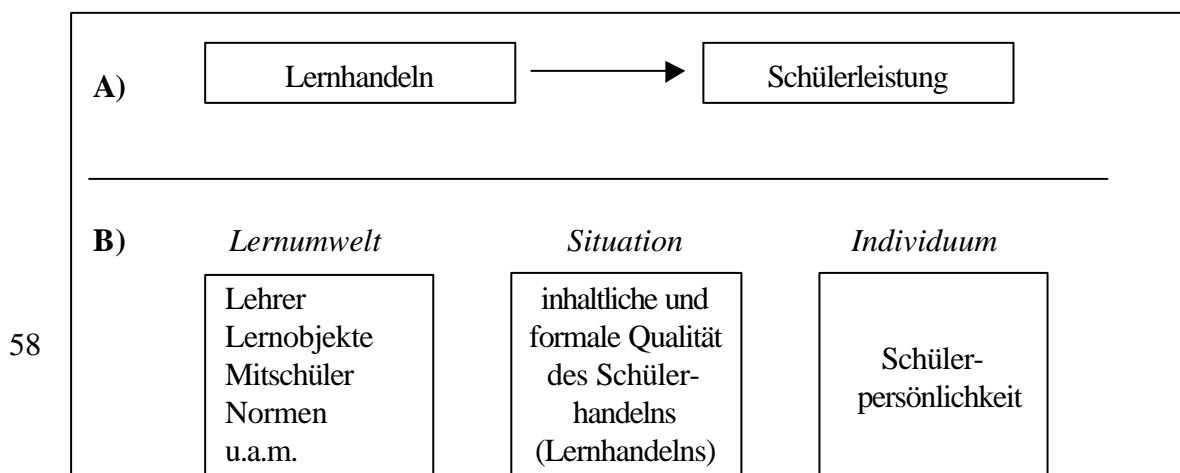 A) Lernhandeln Schülerleistung
B) Lernumwelt Situation Individuum
Lehrer
Lernobjekte
Mitschüler
Normen
u.a.m.
inhaltliche und
formale Qualität
des Schüler-
handelns
(Lernhandelns)
Schüler-
persönlichkeit
58